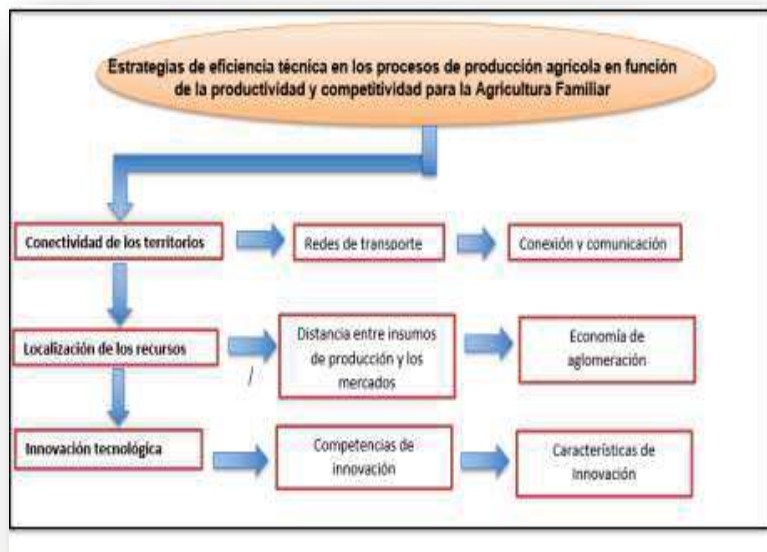 Estrategias de eficiencia técnica en los procesos de producción agrícola en función
de la productividad y competitividad para la Agricultura Familiar
Conectividad de los territorios
Redes de transporte
Conexión y comunicación
Localización de los recursos
/
Distancia entre insumos
de producción y los
mercados
Economía de
aglomeración
Innovación tecnológica
Competencias de
innovación
Características de
Innovación